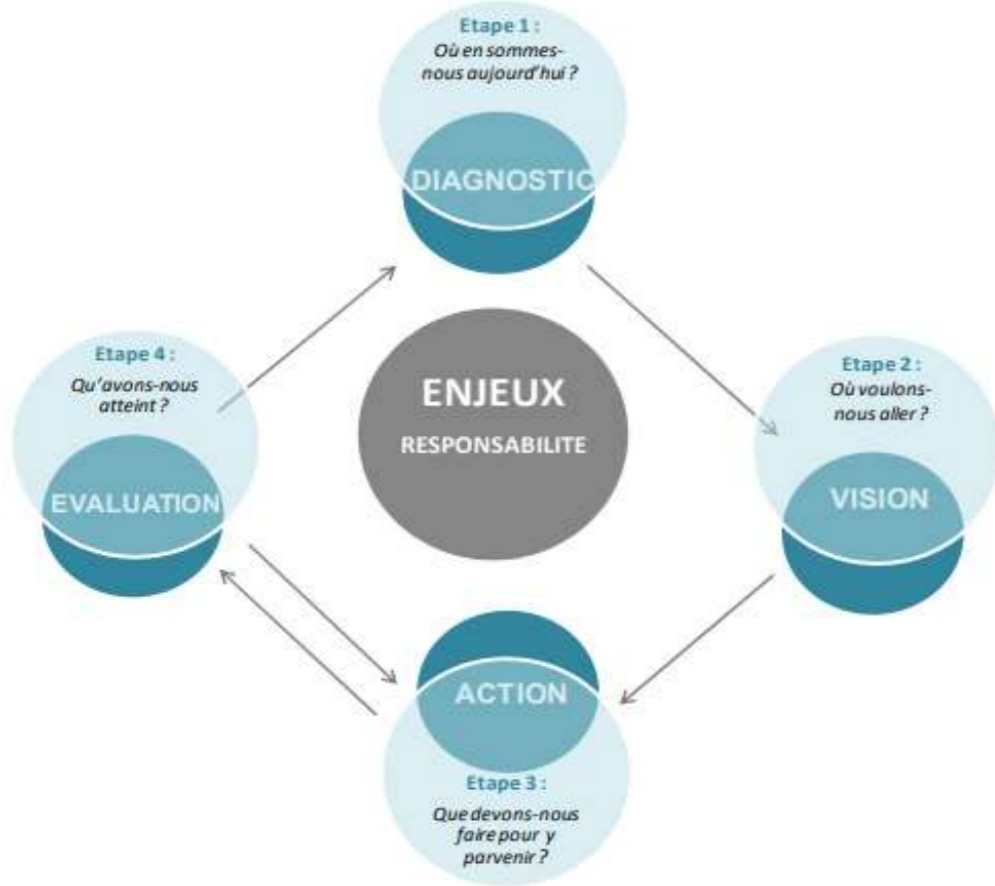 Etape 1 :
Où en sommes-
nous aujourd'hui ?
DIAGNOSTIC
Etape 4 :
Qu'avons-nous
atteint ?
EVALUATION
ENJEUX
RESPONSABILITE
Etape 2 :
Où voulons-
nous aller ?
VISION
ACTION
Etape 3 :
Que devons-nous
faire pour y
parvenir ?